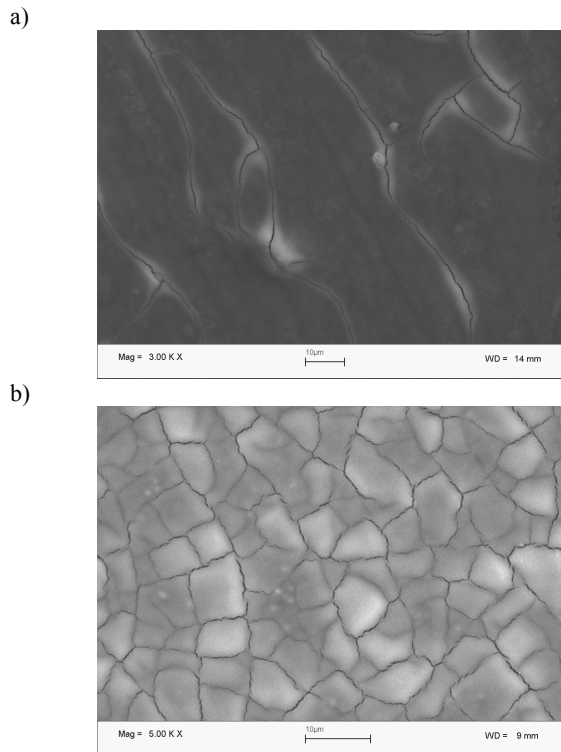 a)
10µm
Mag = 3.00 K X
WD = 14 mm
b)
10µm
Mag = 5.00 K X
WD = 9 mm